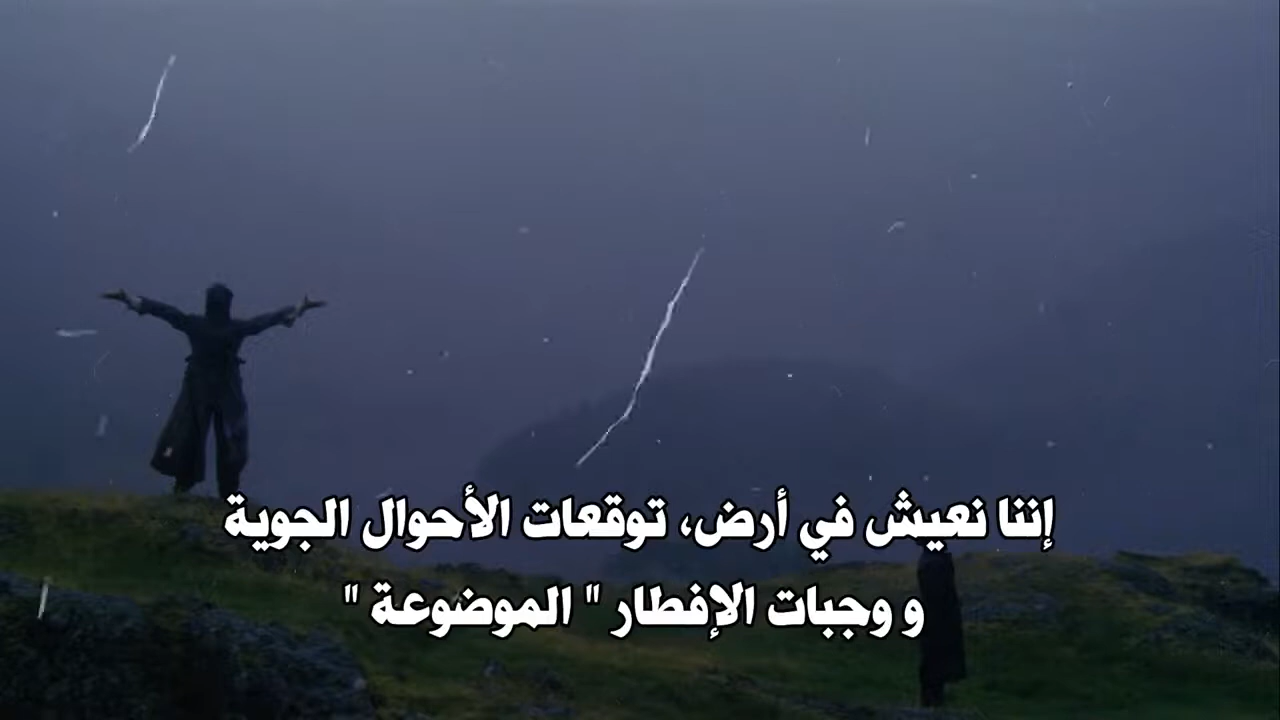 إننا نعيش في أرض، توقعات الأحوال الجوية
و وجبات الإفطار " الموضوعة "